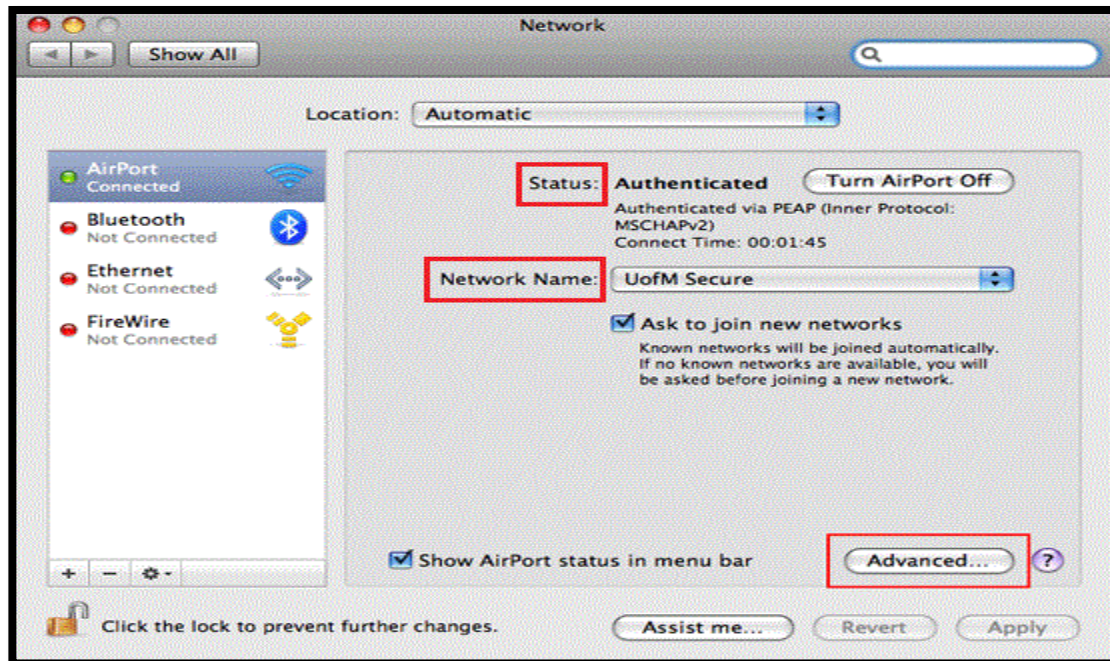 Network
Show All
Location: Automatic
AirPort
Connected
Bluetooth
Not Connected
Ethernet
Not Connected
FireWire
Not Connected
Status: Authenticated Turn AirPort Off
Authenticated via PEAP (Inner Protocol:
MSCHAPv2)
Connect Time: 00:01:45
Network Name: UofM Secure
Ask to join new networks
Known networks will be joined automatically.
If no known networks are available, you will
be asked before joining a new network.
Show AirPort status in menu bar Advanced... ?
Click the lock to prevent further changes. Assist me... Revert Apply